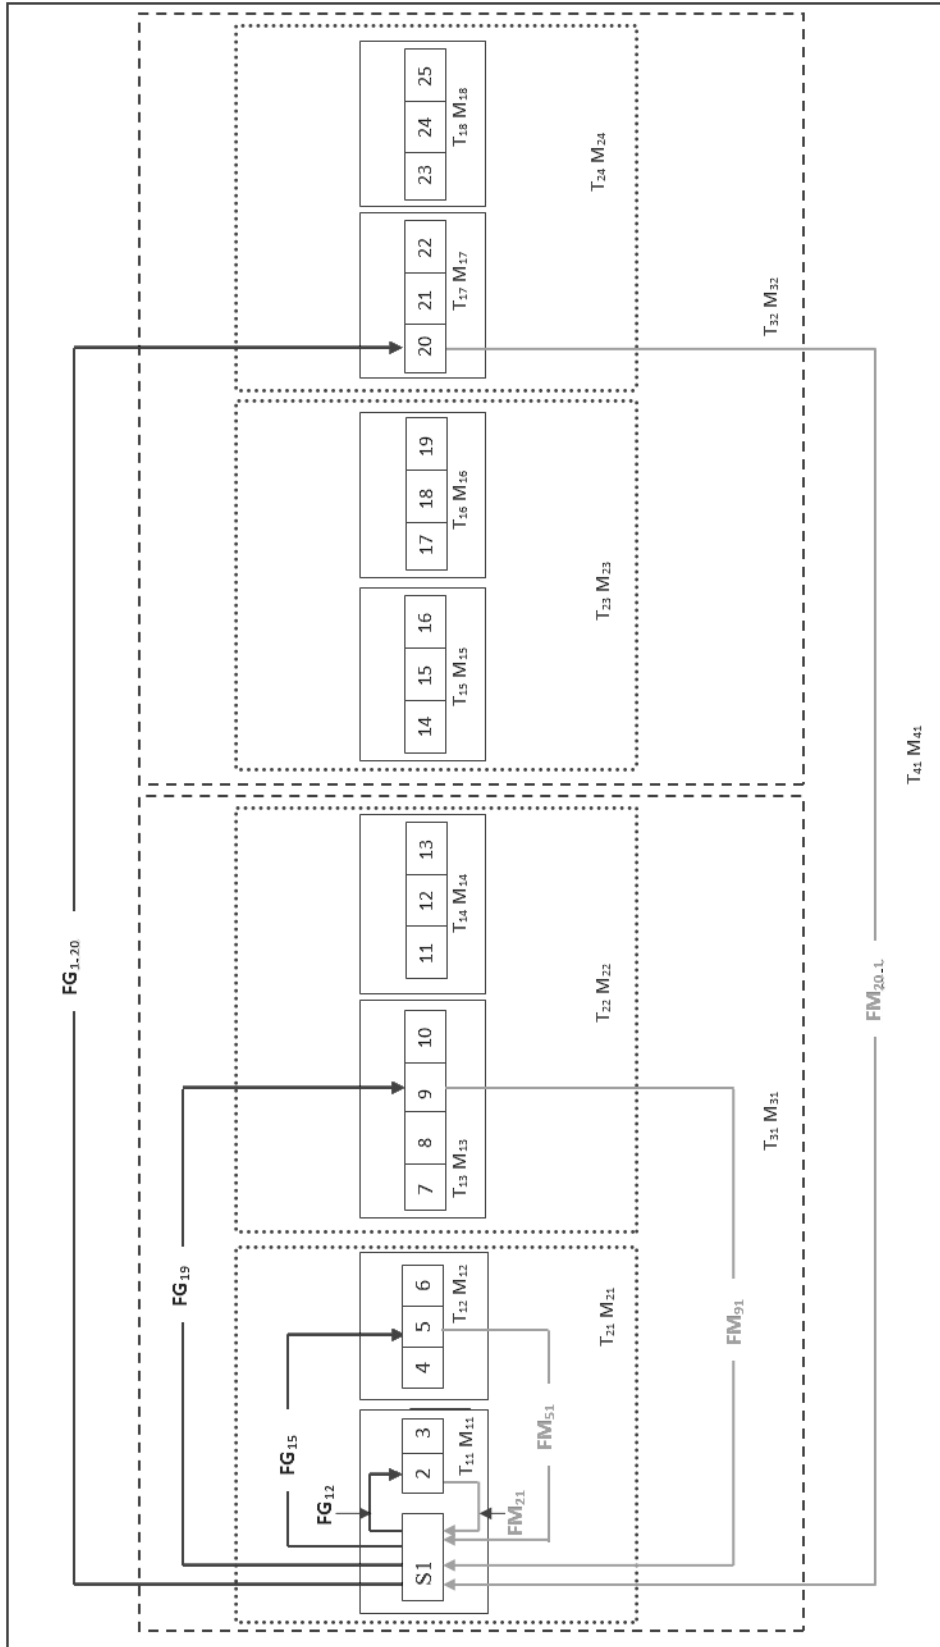 FG₁₋₂₀
FG₁₉
FG₁₅
FG₁₂
S1 2 3
T₁₁ M₁₁
4 5 6
T₁₂ M₁₂
7 8 9 10
T₁₃ M₁₃
11 12 13
T₁₄ M₁₄
14 15 16
T₁₅ M₁₅
17 18 19
T₁₆ M₁₆
20 21 22
T₁₇ M₁₇
23 24 25
T₁₈ M₁₈
FM₂₁
FM₅₁
T₂₁ M₂₁
T₂₂ M₂₂
T₂₃ M₂₃
T₂₄ M₂₄
FM₉₁
T₃₁ M₃₁
T₃₂ M₃₂
FM₂₀₋₁
T₄₁ M₄₁